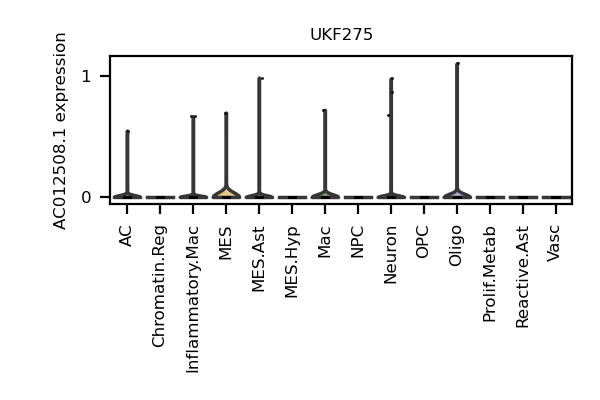 UKF275
AC012508.1 expression
1
0
AC
Chromatin.Reg
Inflammatory.Mac
MES
MES.Ast
MES.Hyp
Mac
NPC
Neuron
OPC
Oligo
Prolif.Metab
Reactive.Ast
Vasc